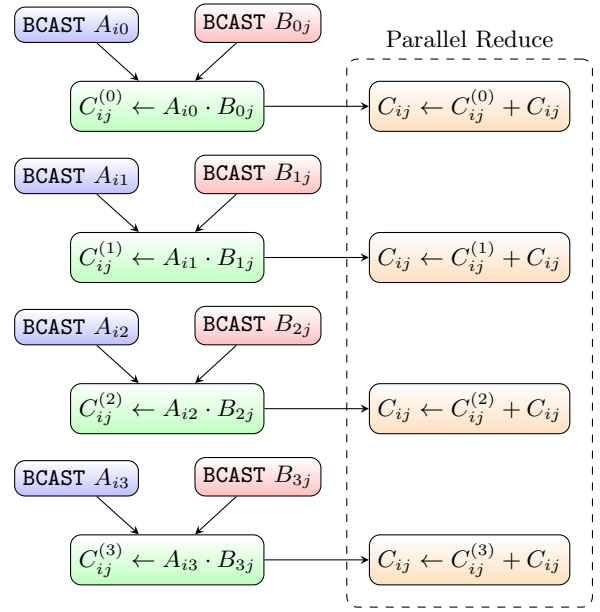 BCAST A_{i0} BCAST B_{0j}
Parallel Reduce
C_{ij}^{(0)} ← A_{i0} · B_{0j} C_{ij} ← C_{ij}^{(0)} + C_{ij}
BCAST A_{i1} BCAST B_{1j}
C_{ij}^{(1)} ← A_{i1} · B_{1j} C_{ij} ← C_{ij}^{(1)} + C_{ij}
BCAST A_{i2} BCAST B_{2j}
C_{ij}^{(2)} ← A_{i2} · B_{2j} C_{ij} ← C_{ij}^{(2)} + C_{ij}
BCAST A_{i3} BCAST B_{3j}
C_{ij}^{(3)} ← A_{i3} · B_{3j} C_{ij} ← C_{ij}^{(3)} + C_{ij}